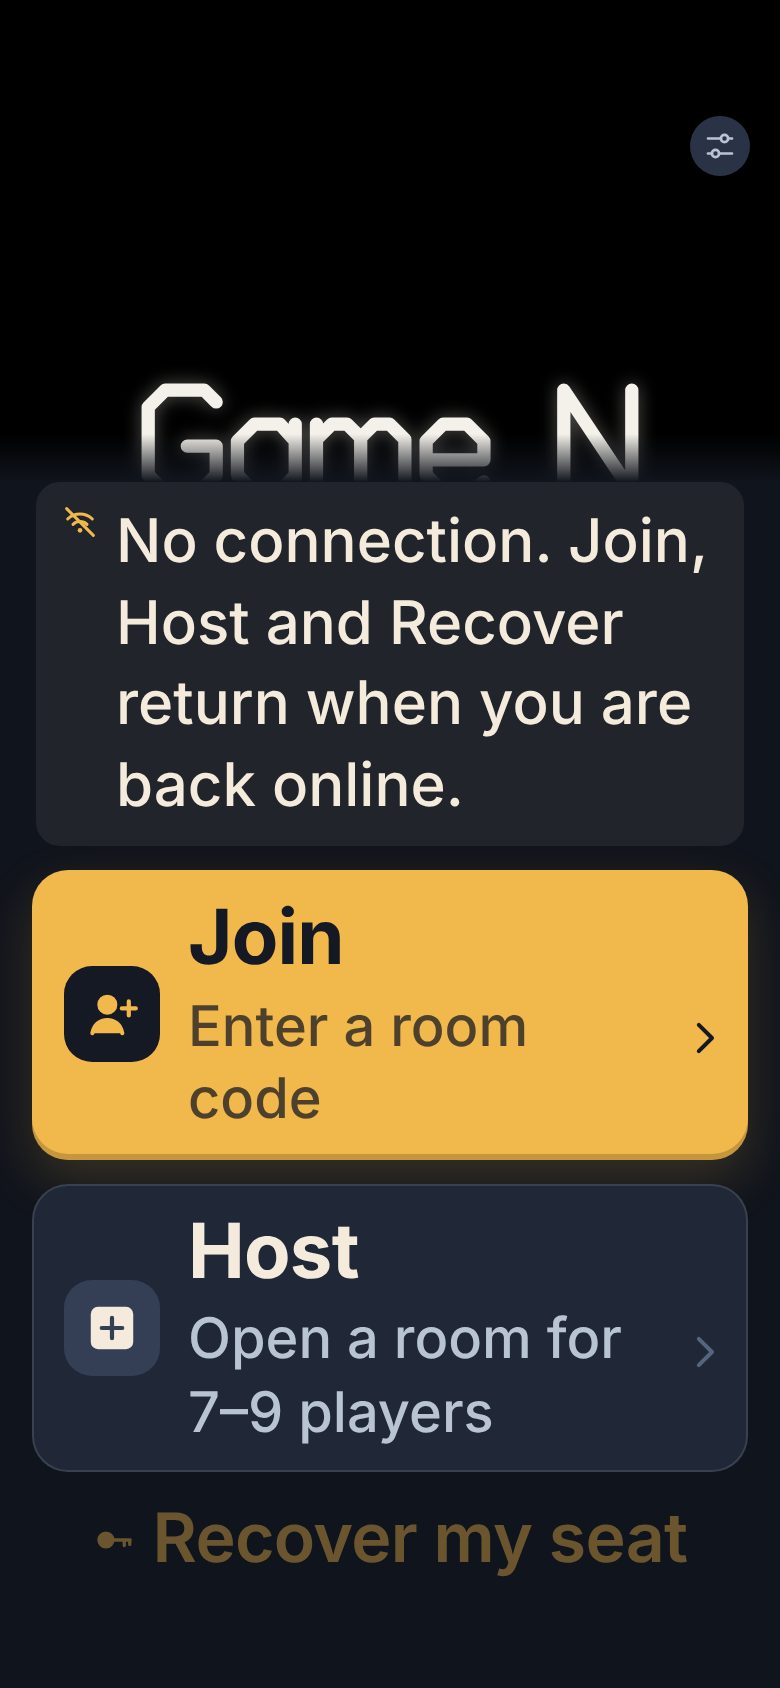 Game N
No connection. Join,
Host and Recover
return when you are
back online.
Join
Enter a room
code
Host
Open a room for
7–9 players
Recover my seat